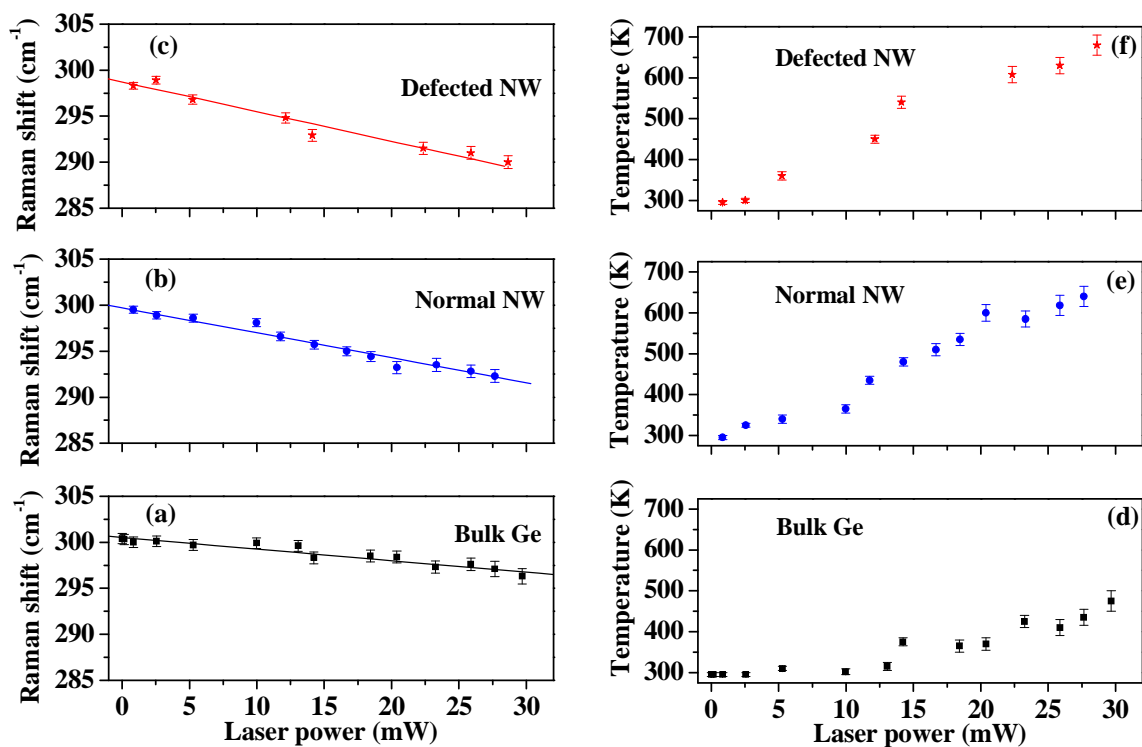 305
300
295
290
285
Raman shift (cm-1)
(c)
Defected NW
305
300
295
290
285
Raman shift (cm-1)
(b)
Normal NW
305
300
295
290
285
Raman shift (cm-1)
(a)
Bulk Ge
0 5 10 15 20 25 30
Laser power (mW)
700
600
500
400
300
Temperature (K)
Defected NW
(f)
700
600
500
400
300
Temperature (K)
Normal NW
(e)
700
600
500
400
300
Temperature (K)
Bulk Ge
(d)
0 5 10 15 20 25 30
Laser power (mW)